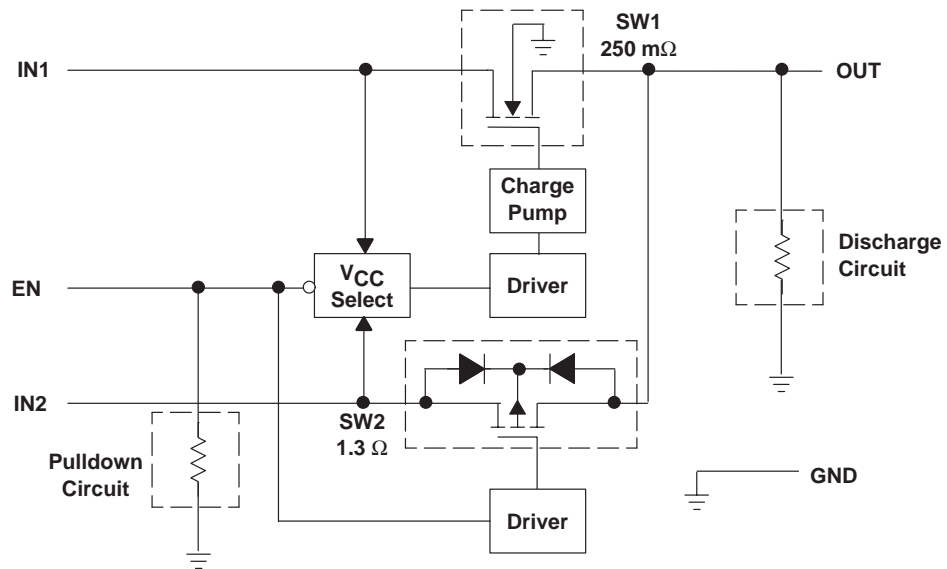 SW1
250 mΩ
IN1
OUT
Charge
Pump
Discharge
Circuit
VCC
Select
Driver
EN
IN2
SW2
1.3 Ω
Pulldown
Circuit
GND
Driver